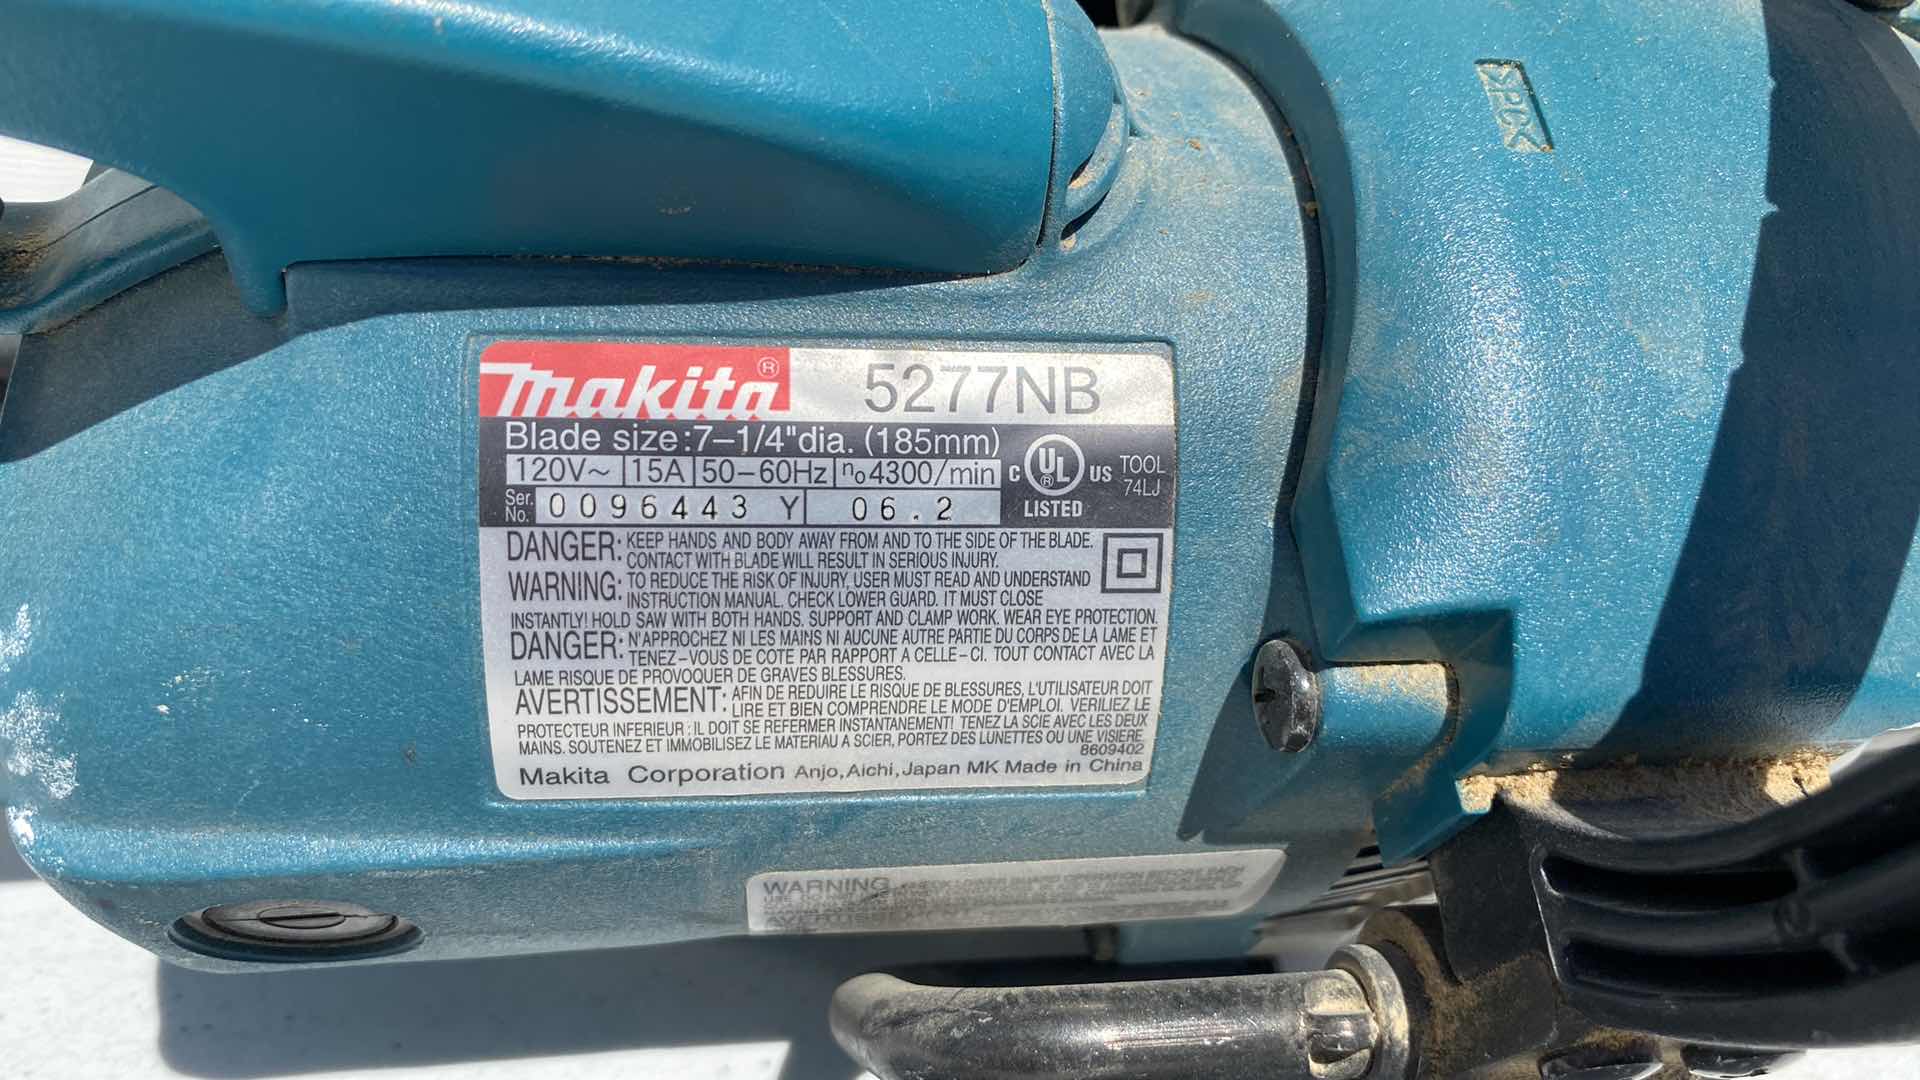 >PC<
makita® 5277NB
Blade size:7-1/4"dia. (185mm)
120V~ 15A 50-60Hz n₀4300/min
C UL® US LISTED
TOOL
74LJ
Ser. No. 0096443 Y 06.2
DANGER: KEEP HANDS AND BODY AWAY FROM AND TO THE SIDE OF THE BLADE.
CONTACT WITH BLADE WILL RESULT IN SERIOUS INJURY.
WARNING: TO REDUCE THE RISK OF INJURY, USER MUST READ AND UNDERSTAND
INSTRUCTION MANUAL. CHECK LOWER GUARD. IT MUST CLOSE
INSTANTLY! HOLD SAW WITH BOTH HANDS. SUPPORT AND CLAMP WORK. WEAR EYE PROTECTION.
DANGER: N'APPROCHEZ NI LES MAINS NI AUCUNE AUTRE PARTIE DU CORPS DE LA LAME ET
TENEZ-VOUS DE COTE PAR RAPPORT A CELLE-CI. TOUT CONTACT AVEC LA
LAME RISQUE DE PROVOQUER DE GRAVES BLESSURES.
AVERTISSEMENT: AFIN DE REDUIRE LE RISQUE DE BLESSURES, L'UTILISATEUR DOIT
LIRE ET BIEN COMPRENDRE LE MODE D'EMPLOI. VERIFIEZ LE
PROTECTEUR INFERIEUR : IL DOIT SE REFERMER INSTANTANEMENT! TENEZ LA SCIE AVEC LES DEUX
MAINS. SOUTENEZ ET IMMOBILISEZ LE MATERIAU A SCIER, PORTEZ DES LUNETTES OU UNE VISIERE.
8609402
Makita Corporation Anjo, Aichi, Japan MK Made in China
WARNING